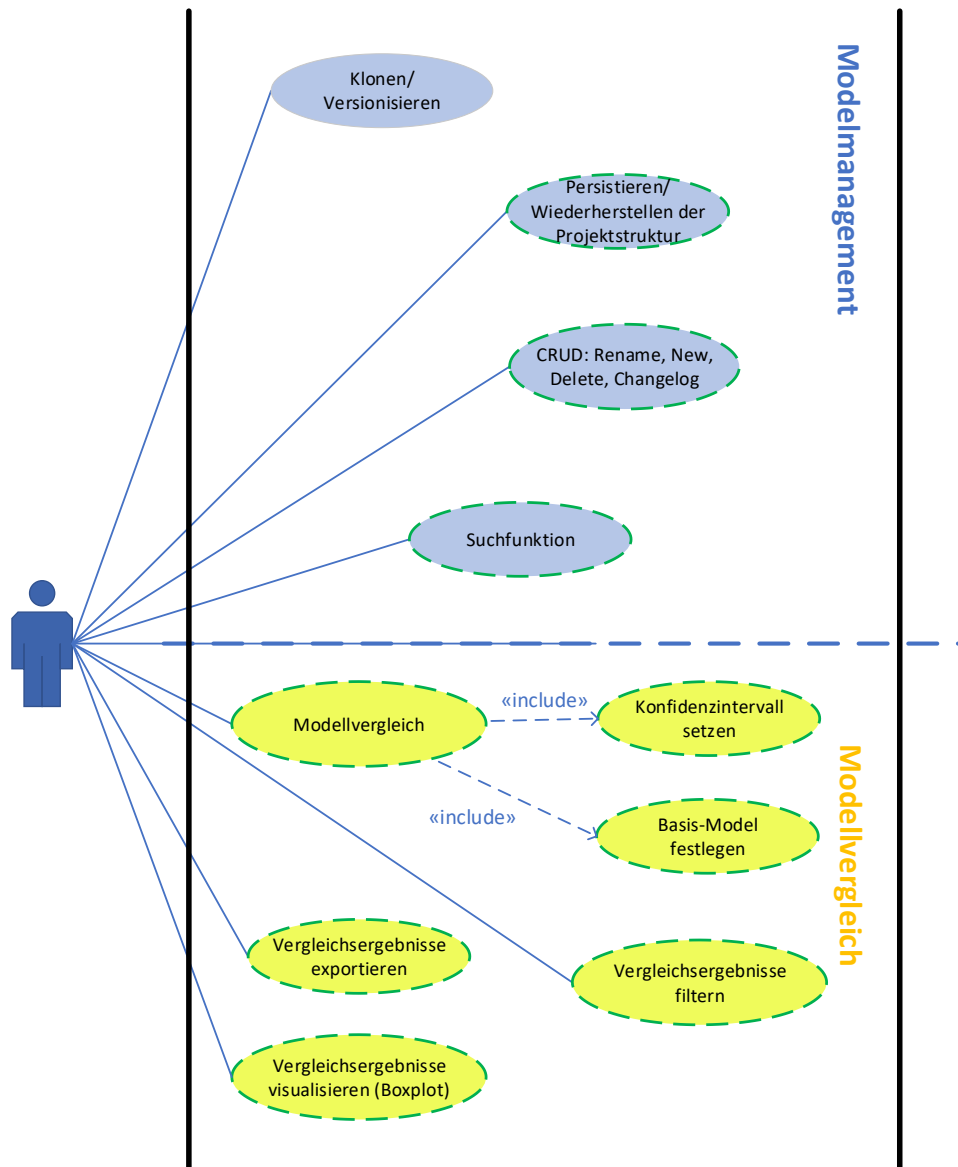 Modelmanagement
Klonen/
Versionisieren
Persistieren/
Wiederherstellen der
Projektstruktur
CRUD: Rename, New,
Delete, Changelog
Suchfunktion
Modellvergleich
«include»
Konfidenzintervall
setzen
«include»
Basis-Model
festlegen
Modellvergleich
Vergleichsergebnisse
exportieren
Vergleichsergebnisse
filtern
Vergleichsergebnisse
visualisieren (Boxplot)